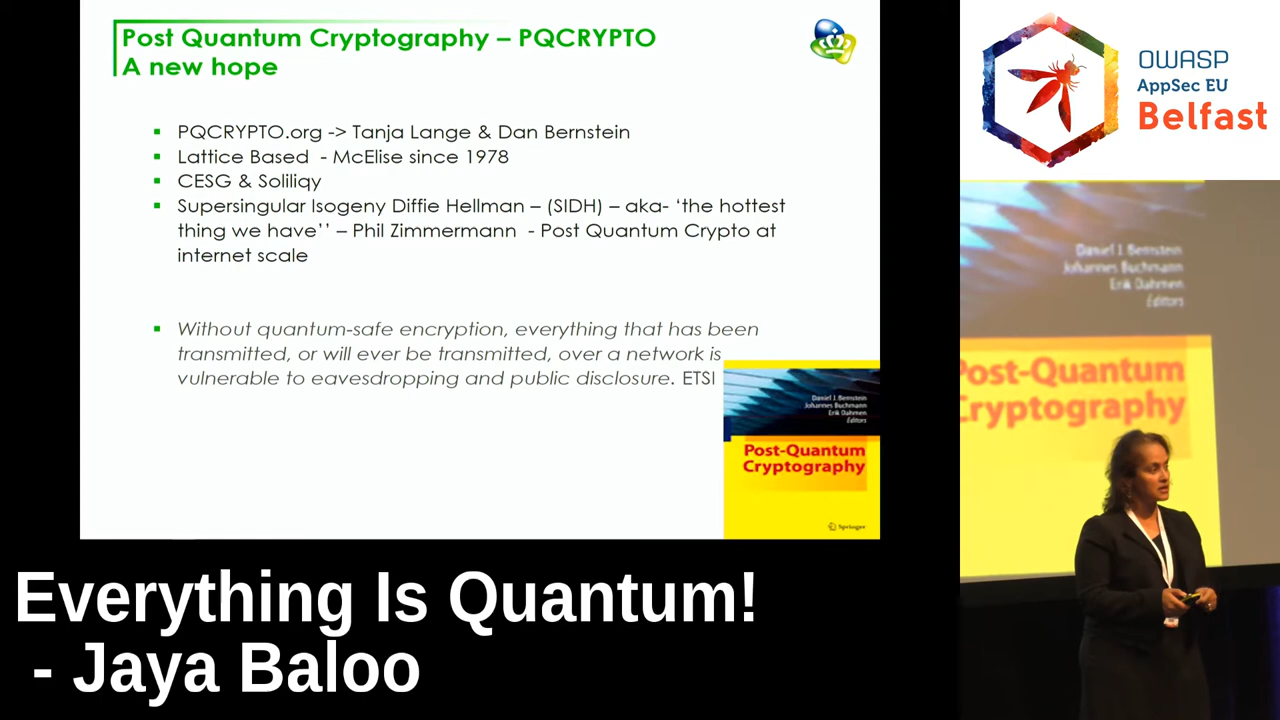 Post Quantum Cryptography – PQCRYPTO
A new hope
PQCRYPTO.org -> Tanja Lange & Dan Bernstein
Lattice Based  - McElise since 1978
CESG & Soliliqy
Supersingular Isogeny Diffie Hellman – (SIDH) – aka- ‘the hottest
thing we have’’ – Phil Zimmermann  - Post Quantum Crypto at
internet scale
Without quantum-safe encryption, everything that has been
transmitted, or will ever be transmitted, over a network is
vulnerable to eavesdropping and public disclosure. ETSI
Daniel J. Bernstein
Johannes Buchmann
Erik Dahmen
Editors
Post-Quantum
Cryptography
Springer
OWASP
AppSec EU
Belfast
Daniel J. Bernstein
Johannes Buchmann
Erik Dahmen
Editors
Post-Quantum
Cryptography
Everything Is Quantum!
- Jaya Baloo